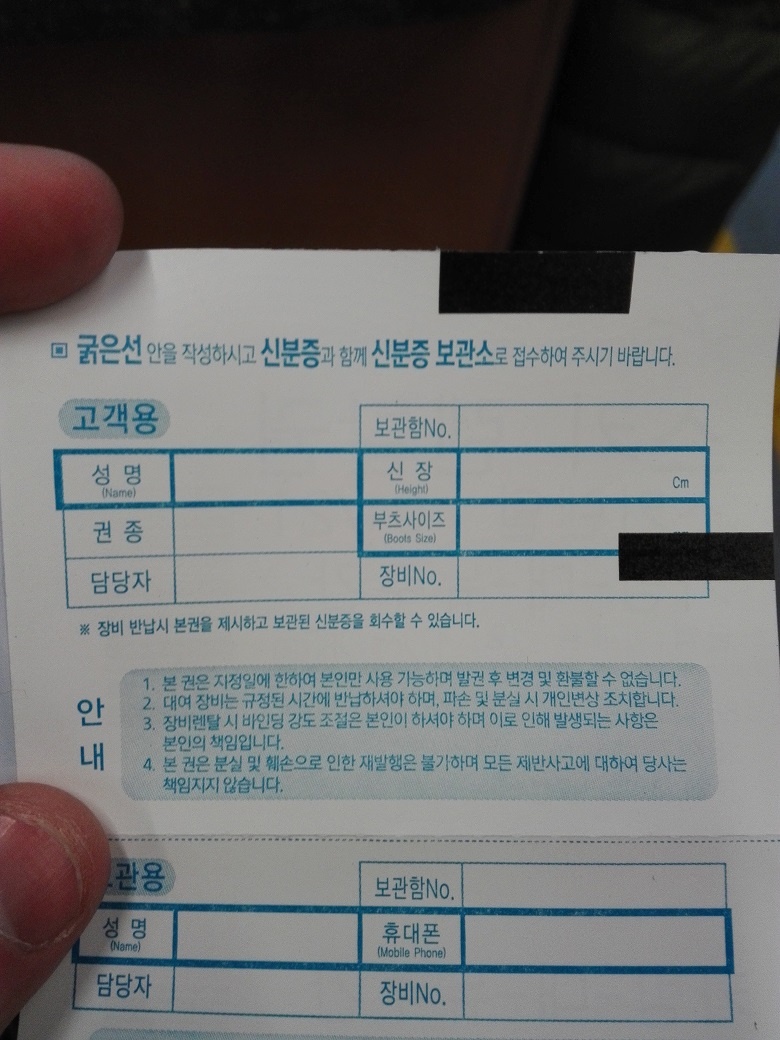 ▣ 굵은선 안을 작성하시고 신분증과 함께 신분증 보관소로 접수하여 주시기 바랍니다.
고객용
보관함No.
성 명 (Name)
신 장 (Height) Cm
권 종
부츠사이즈 (Boots Size)
담당자
장비No.
※ 장비 반납시 본권을 제시하고 보관된 신분증을 회수할 수 있습니다.
안내
1. 본 권은 지정일에 한하여 본인만 사용 가능하며 발권 후 변경 및 환불할 수 없습니다.
2. 대여 장비는 규정된 시간에 반납하셔야 하며, 파손 및 분실 시 개인변상 조치합니다.
3. 장비렌탈 시 바인딩 강도 조절은 본인이 하셔야 하며 이로 인해 발생되는 사항은
본인의 책임입니다.
4. 본 권은 분실 및 훼손으로 인한 재발행은 불가하며 모든 제반사고에 대하여 당사는
책임지지 않습니다.
관용
보관함No.
성 명 (Name)
휴대폰 (Mobile Phone)
담당자
장비No.